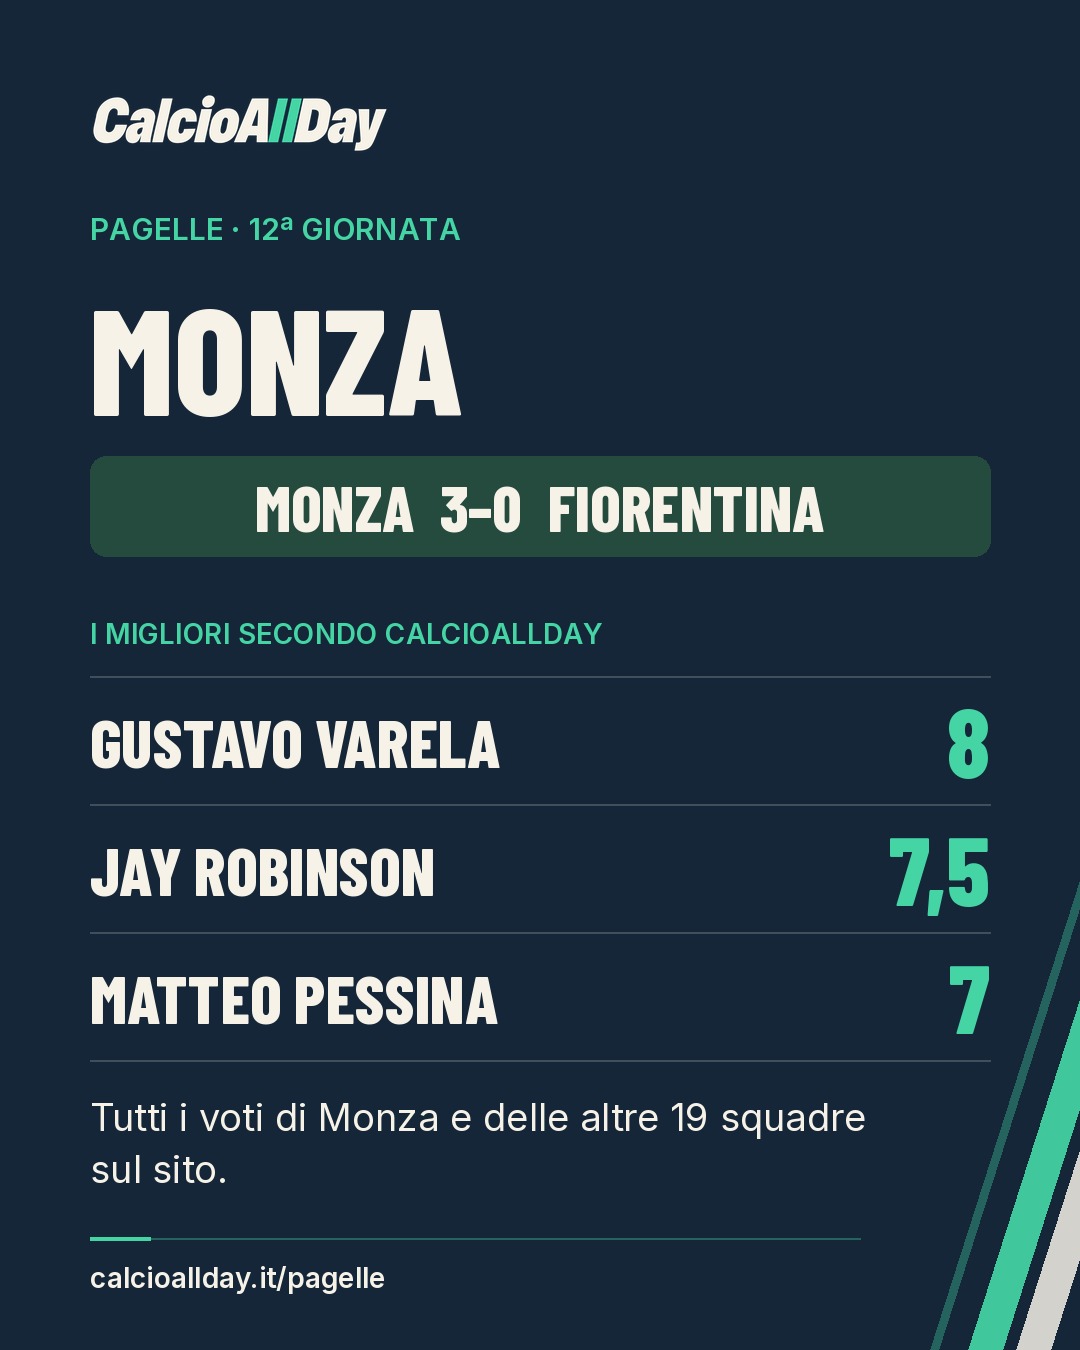 CalcioAllDay
PAGELLE · 12ª GIORNATA
MONZA
MONZA 3–0 FIORENTINA
I MIGLIORI SECONDO CALCIOALLDAY
GUSTAVO VARELA 8
JAY ROBINSON 7,5
MATTEO PESSINA 7
Tutti i voti di Monza e delle altre 19 squadre
sul sito.
calcioallday.it/pagelle